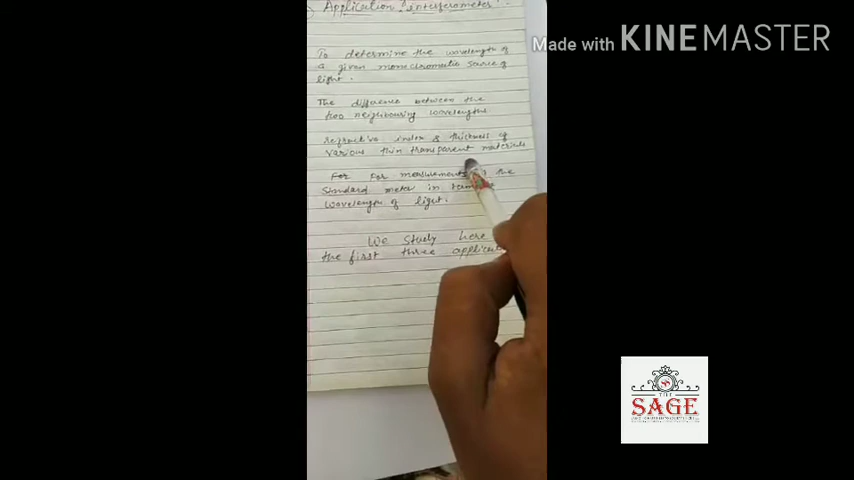 Application : interferometer
Made with KINEMASTER
To determine the wavelength of
a given monochromatic source of
light.
The difference between the
two neighbouring wavelengths
refractive index & thickness of
various thin transparent materials
For For measurements the
Standard meter in
wavelength of light.
We study here
the first three
THE
SAGE